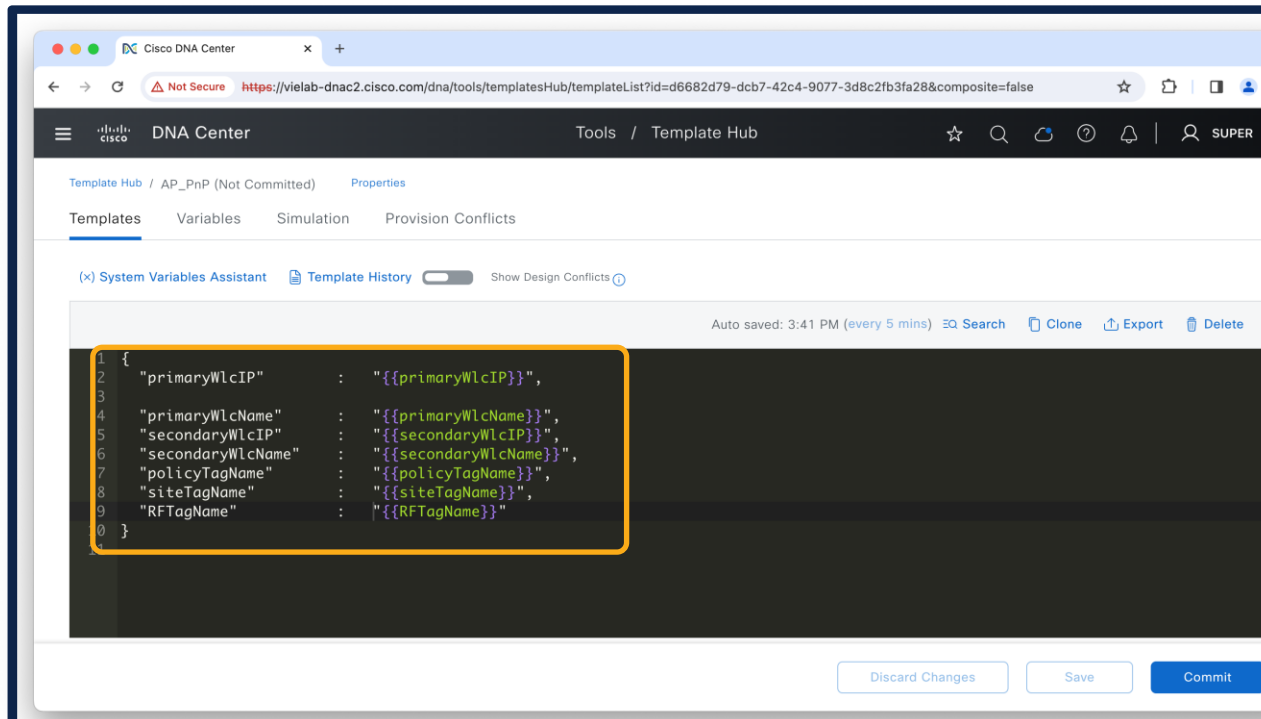 Cisco DNA Center
Not Secure https://vielab-dnac2.cisco.com/dna/tools/templatesHub/templateList?id=d6682d79-dcb7-42c4-9077-3d8c2fb3fa28&composite=false
cisco DNA Center Tools / Template Hub SUPER
Template Hub / AP_PnP (Not Committed) Properties
Templates Variables Simulation Provision Conflicts
(×) System Variables Assistant Template History Show Design Conflicts
Auto saved: 3:41 PM (every 5 mins) Search Clone Export Delete
1 {
2 "primaryWlcIP" : "{{primaryWlcIP}}",
3
4 "primaryWlcName" : "{{primaryWlcName}}",
5 "secondaryWlcIP" : "{{secondaryWlcIP}}",
6 "secondaryWlcName" : "{{secondaryWlcName}}",
7 "policyTagName" : "{{policyTagName}}",
8 "siteTagName" : "{{siteTagName}}",
9 "RFTagName" : "{{RFTagName}}"
10 }
11
Discard Changes Save Commit